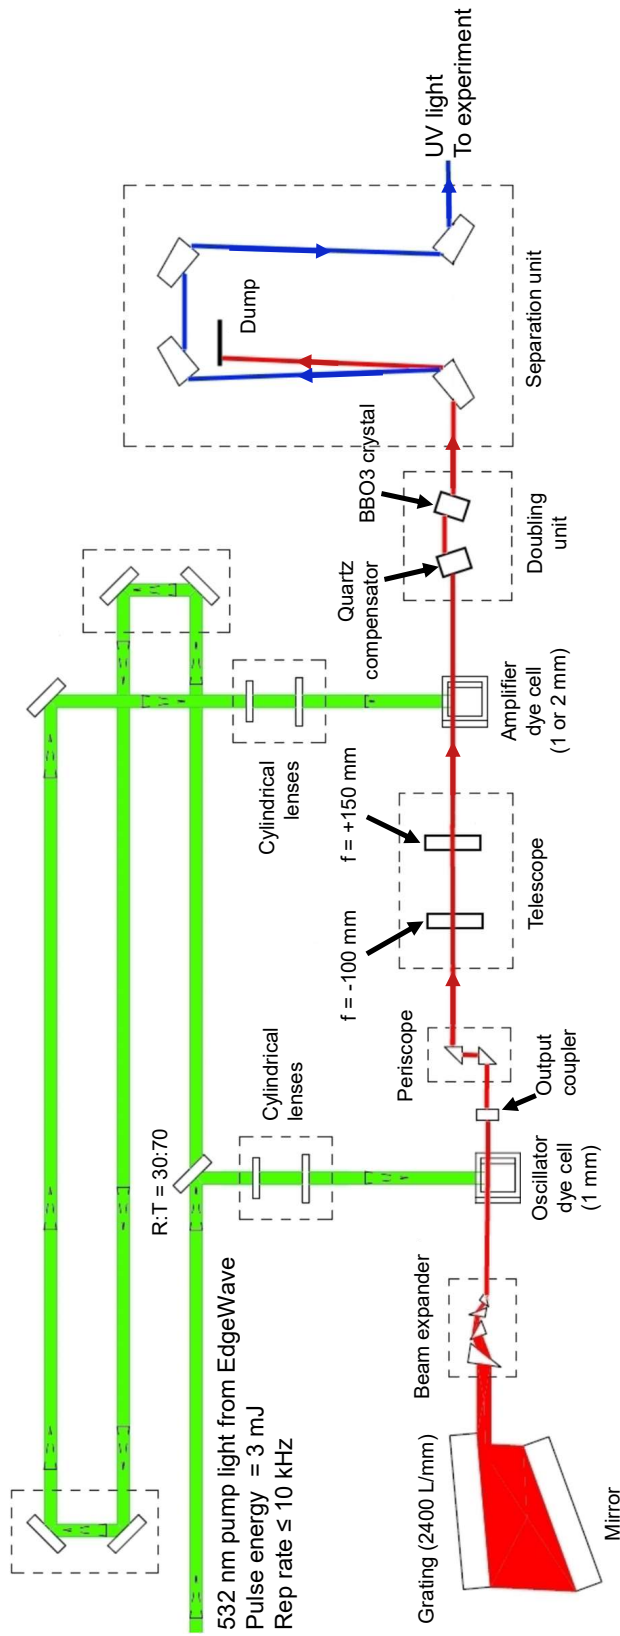 R:T = 30:70
532 nm pump light from EdgeWave
Pulse energy  = 3 mJ
Rep rate ≤ 10 kHz
Cylindrical
lenses
Cylindrical
lenses
Grating (2400 L/mm)
Mirror
Beam expander
Oscillator
dye cell
(1 mm)
Output
coupler
Periscope
f = -100 mm
f = +150 mm
Telescope
Amplifier
dye cell
(1 or 2 mm)
Quartz
compensator
BBO3 crystal
Doubling
unit
Dump
Separation unit
UV light
To experiment